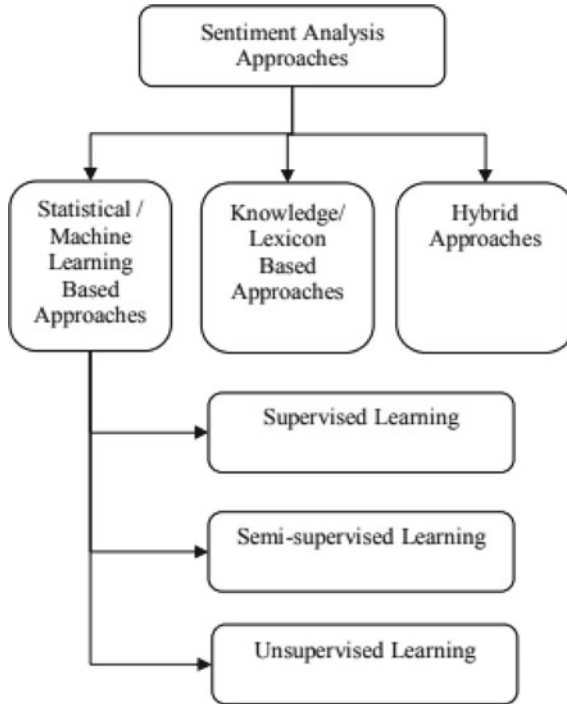 Sentiment Analysis
Approaches
Statistical /
Machine
Learning
Based
Approaches
Knowledge/
Lexicon
Based
Approaches
Hybrid
Approaches
Supervised Learning
Semi-supervised Learning
Unsupervised Learning